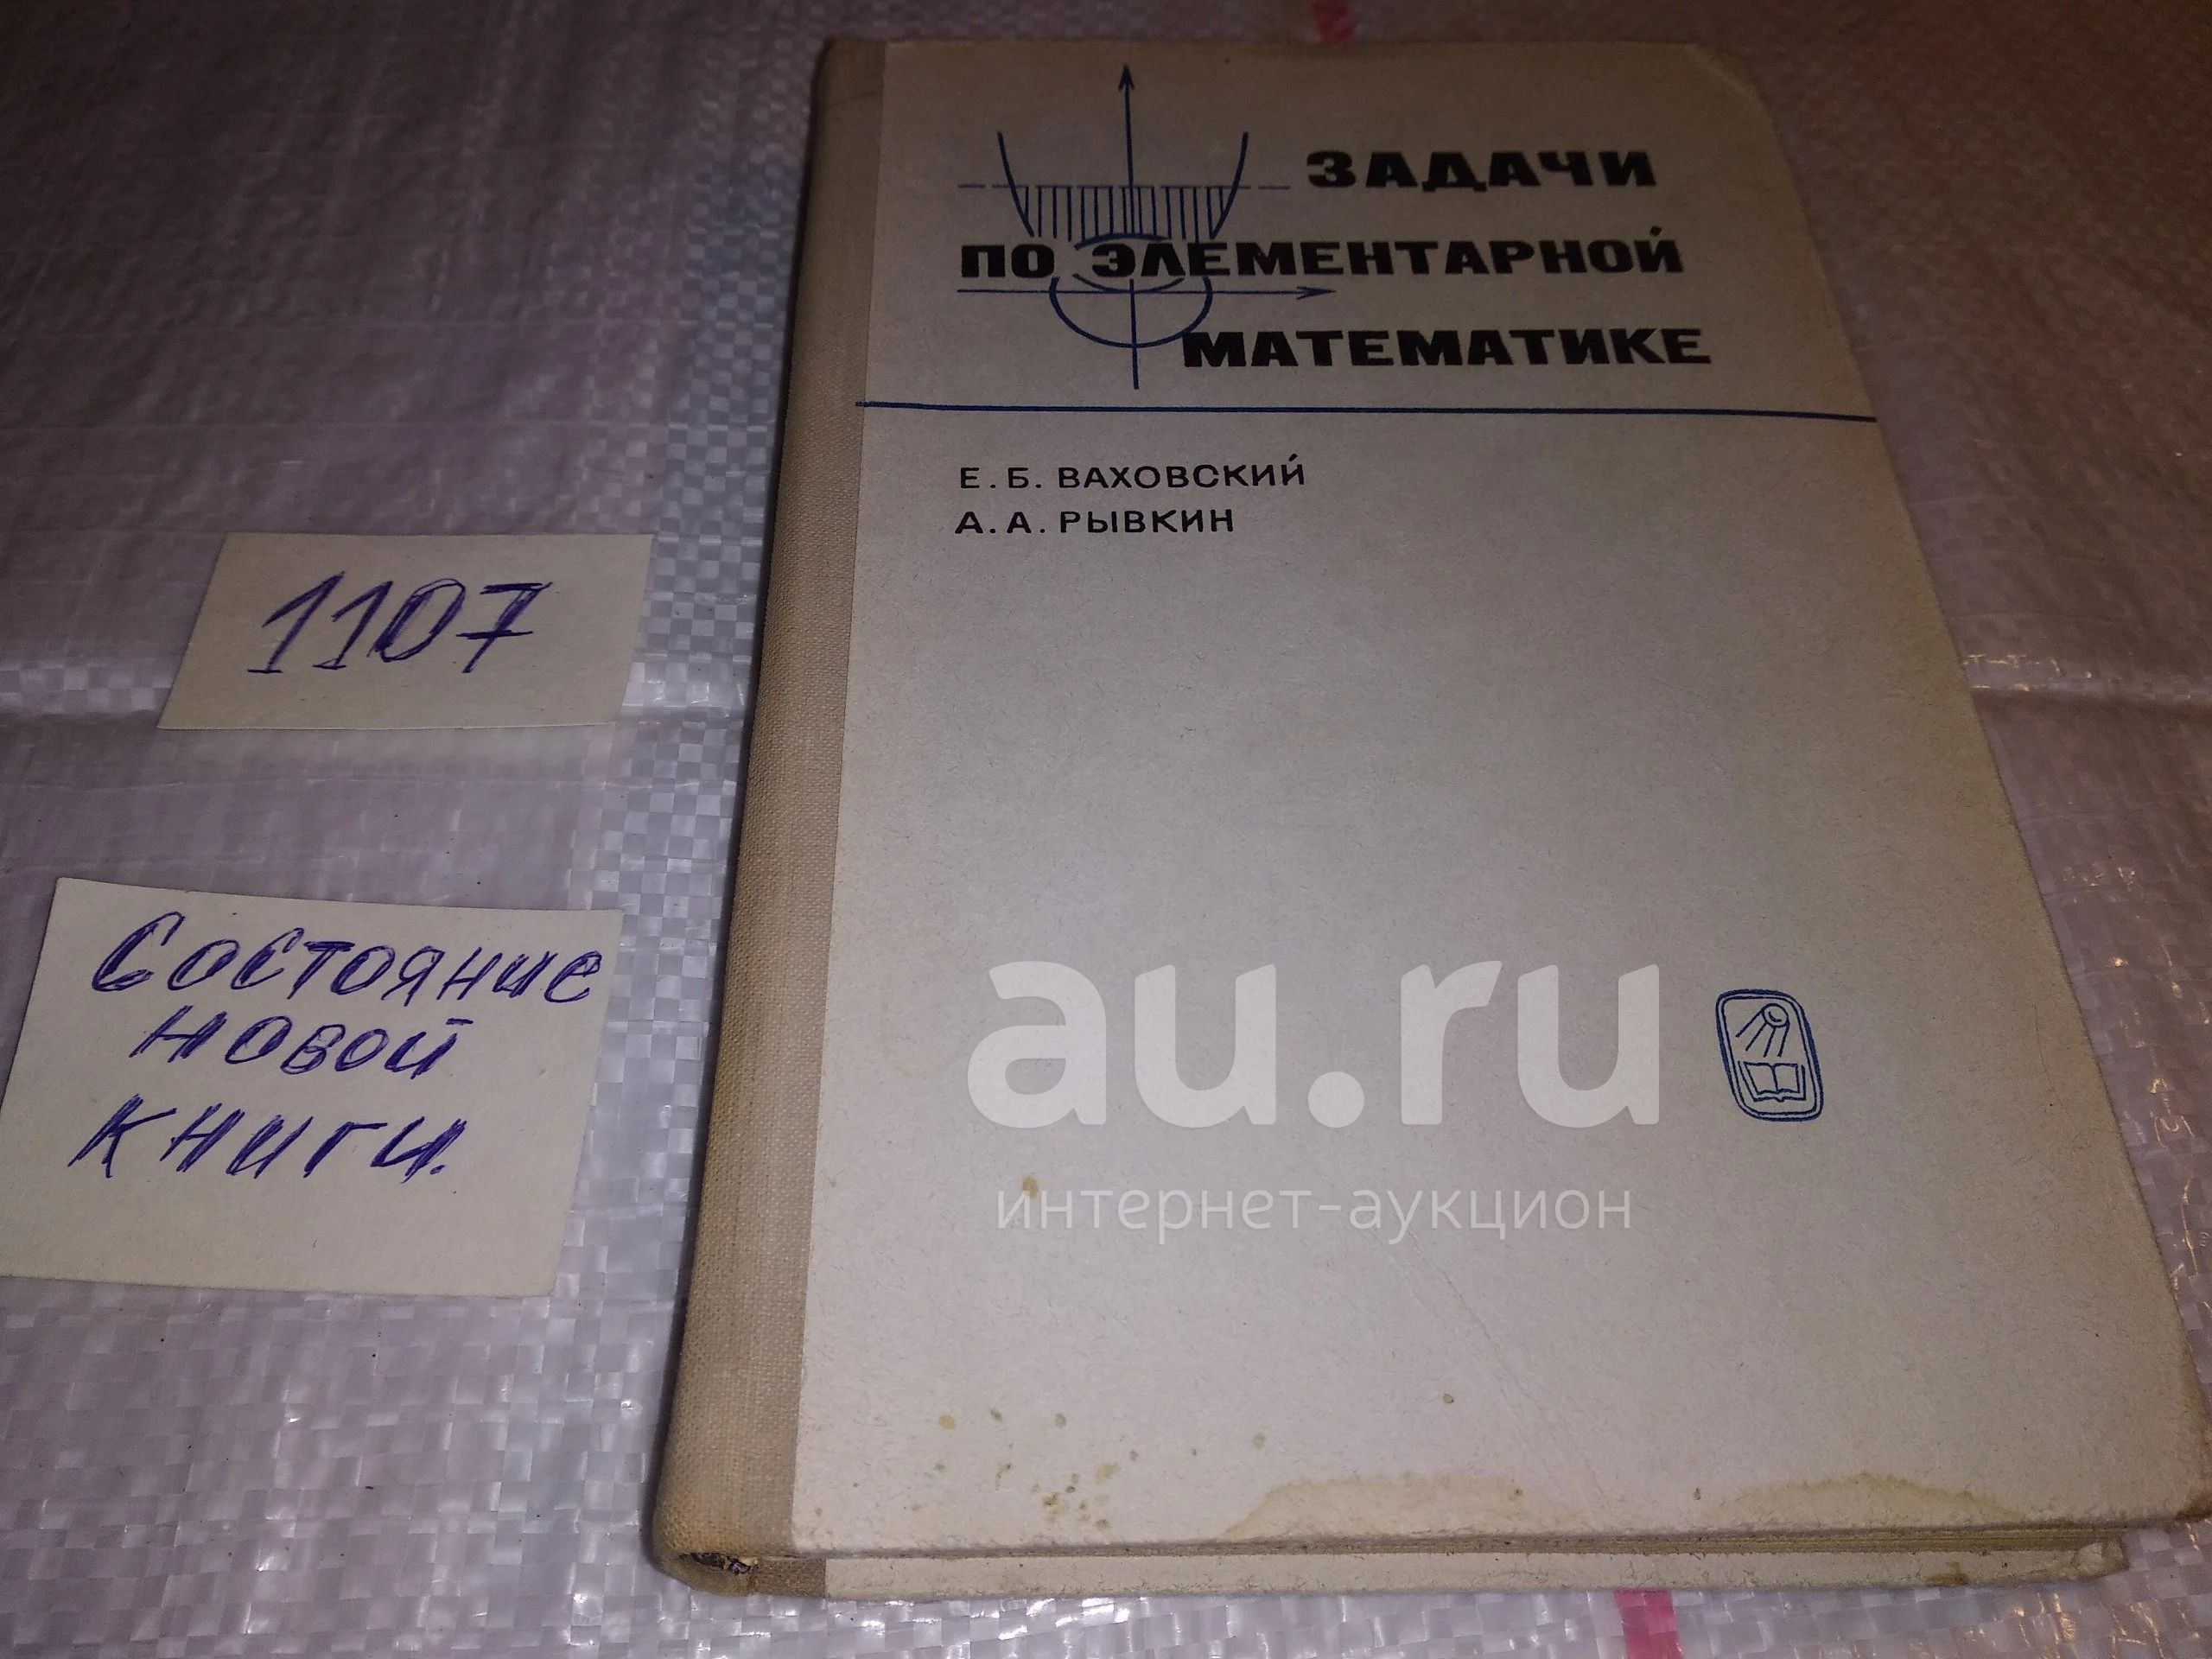 ЗАДАЧИ
ПО ЭЛЕМЕНТАРНОЙ
МАТЕМАТИКЕ
Е. Б. ВАХОВСКИЙ
А. А. РЫВКИН
1107
Состояние
новой
книги.
au.ru
интернет-аукцион